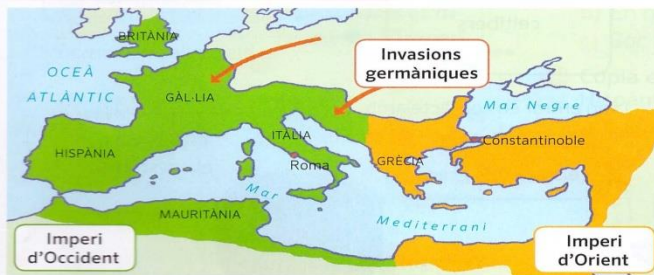 BRITÀNIA
Invasions
germàniques
OCEÀ
ATLÀNTIC
GÀL·LIA
Mar Negre
ITÀLIA
Constantinoble
HISPÀNIA
Roma
GRÈCIA
Mar
MAURITÀNIA
Mediterrani
Imperi
d'Occident
Imperi
d'Orient